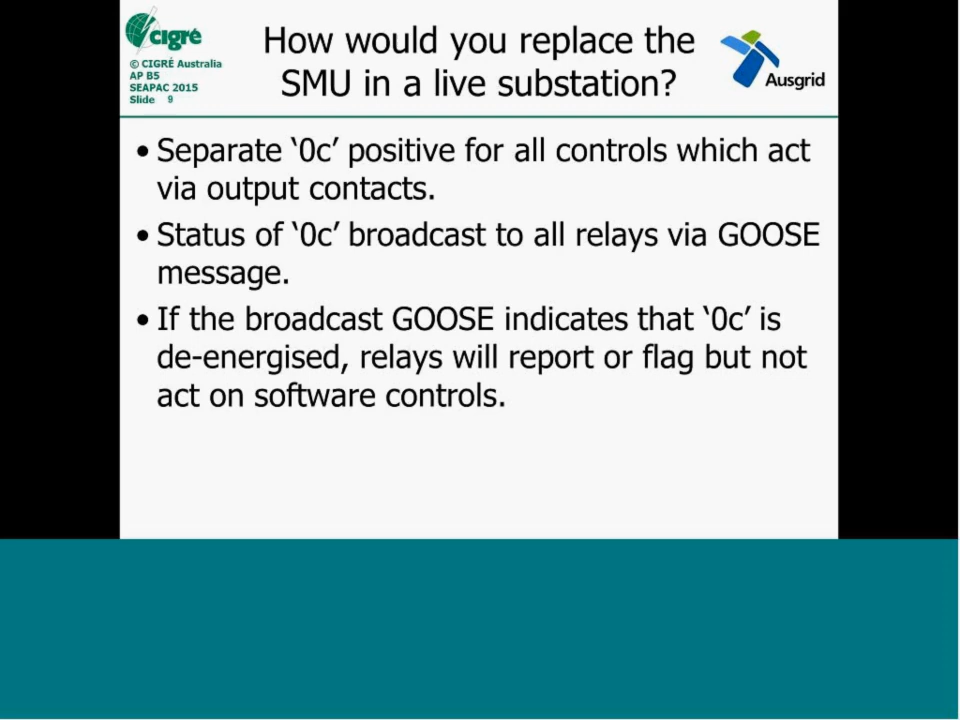 cigré
© CIGRÉ Australia
AP B5
SEAPAC 2015
Slide 9
How would you replace the
SMU in a live substation?
Ausgrid
• Separate ‘0c’ positive for all controls which act
via output contacts.
• Status of ‘0c’ broadcast to all relays via GOOSE
message.
• If the broadcast GOOSE indicates that ‘0c’ is
de-energised, relays will report or flag but not
act on software controls.